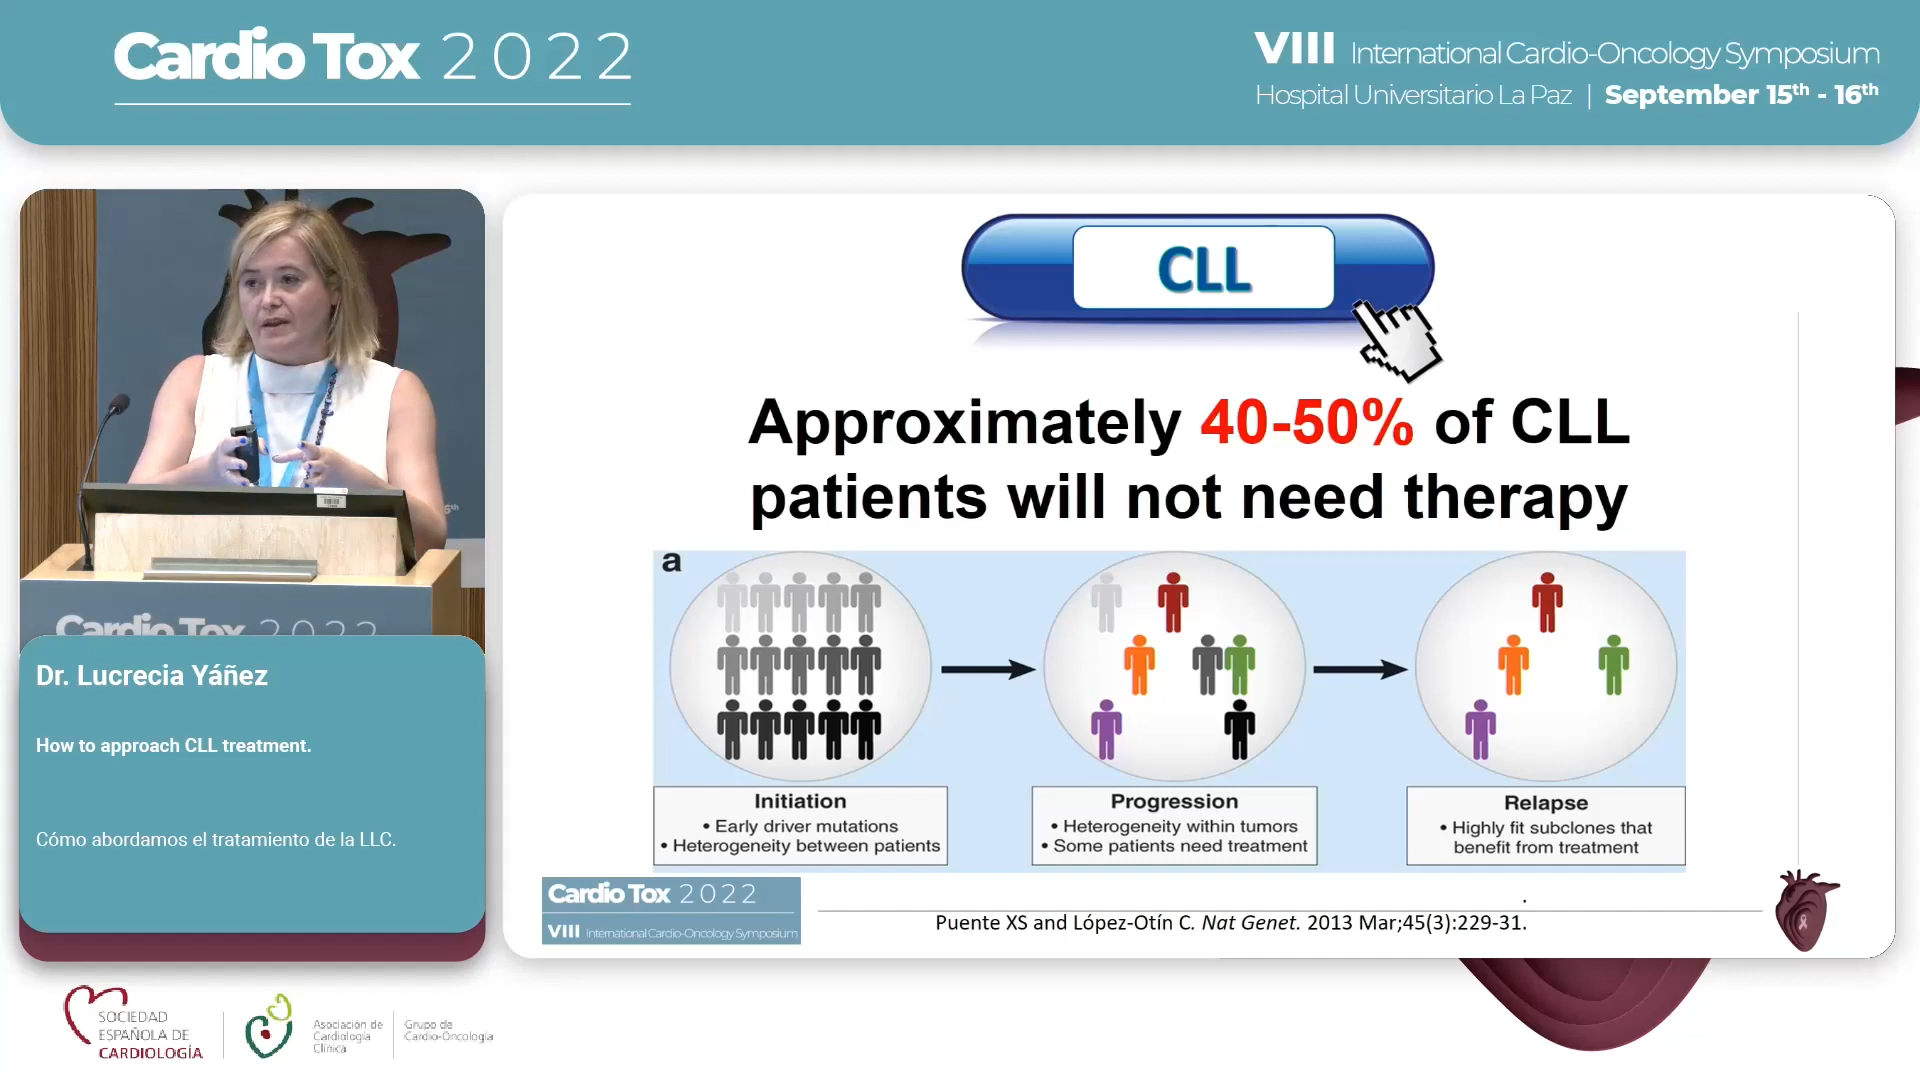 Cardio Tox 2022
VIII International Cardio-Oncology Symposium
Hospital Universitario La Paz | September 15th - 16th
6th
Cardio Tox 2022
Dr. Lucrecia Yáñez
How to approach CLL treatment.
Cómo abordamos el tratamiento de la LLC.
CLL
Approximately 40-50% of CLL
patients will not need therapy
a
Initiation
• Early driver mutations
• Heterogeneity between patients
Progression
• Heterogeneity within tumors
• Some patients need treatment
Relapse
• Highly fit subclones that
benefit from treatment
Cardio Tox 2022
VIII International Cardio-Oncology Symposium
.
Puente XS and López-Otín C. Nat Genet. 2013 Mar;45(3):229-31.
SOCIEDAD
ESPAÑOLA DE
CARDIOLOGÍA
Asociación de
Cardiología
Clínica
Grupo de
Cardio-Oncología